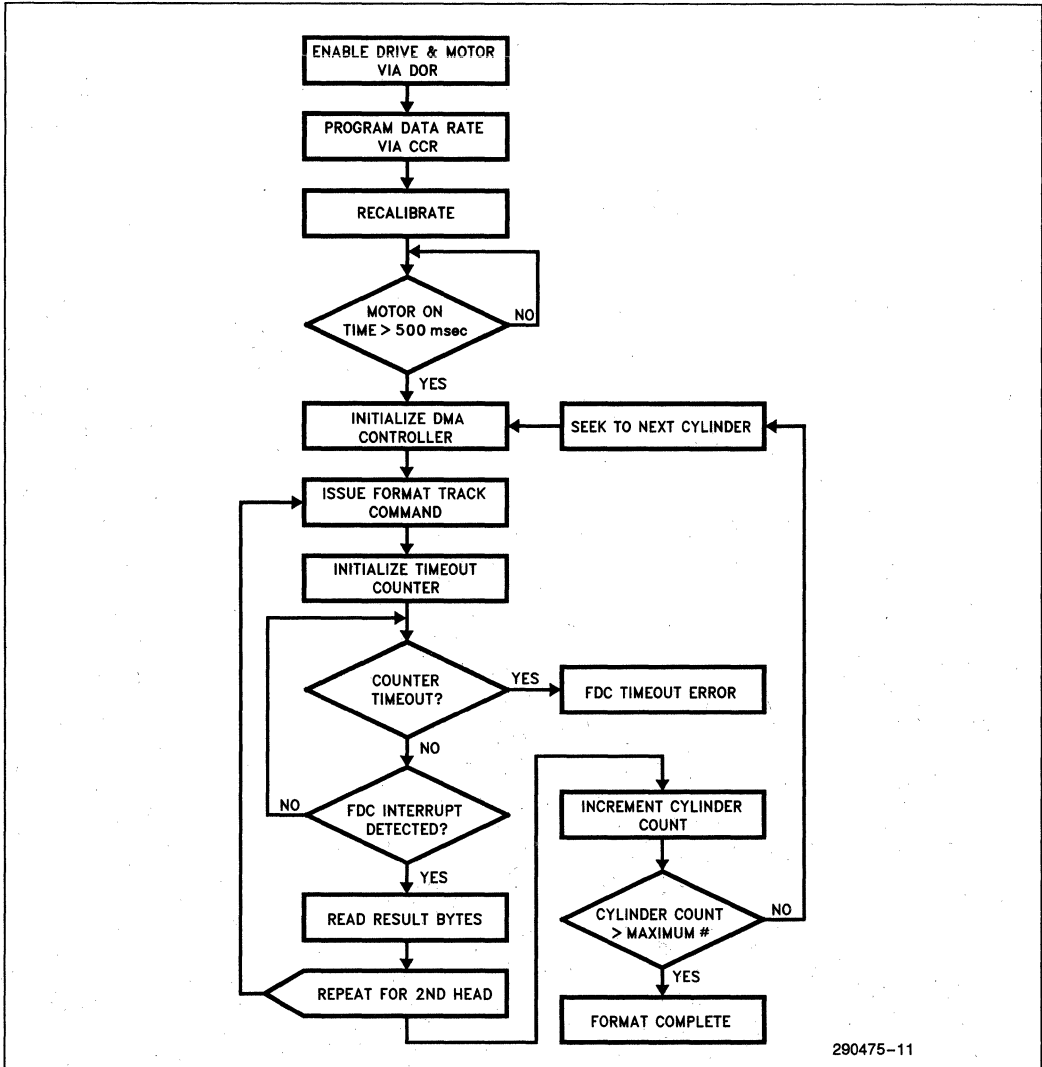 ENABLE DRIVE & MOTOR
VIA DOR
PROGRAM DATA RATE
VIA CCR
RECALIBRATE
MOTOR ON
TIME > 500 msec
NO
YES
INITIALIZE DMA
CONTROLLER
SEEK TO NEXT CYLINDER
ISSUE FORMAT TRACK
COMMAND
INITIALIZE TIMEOUT
COUNTER
COUNTER
TIMEOUT?
YES
FDC TIMEOUT ERROR
NO
FDC INTERRUPT
DETECTED?
NO
YES
READ RESULT BYTES
REPEAT FOR 2ND HEAD
INCREMENT CYLINDER
COUNT
CYLINDER COUNT
> MAXIMUM #
NO
YES
FORMAT COMPLETE
290475-11